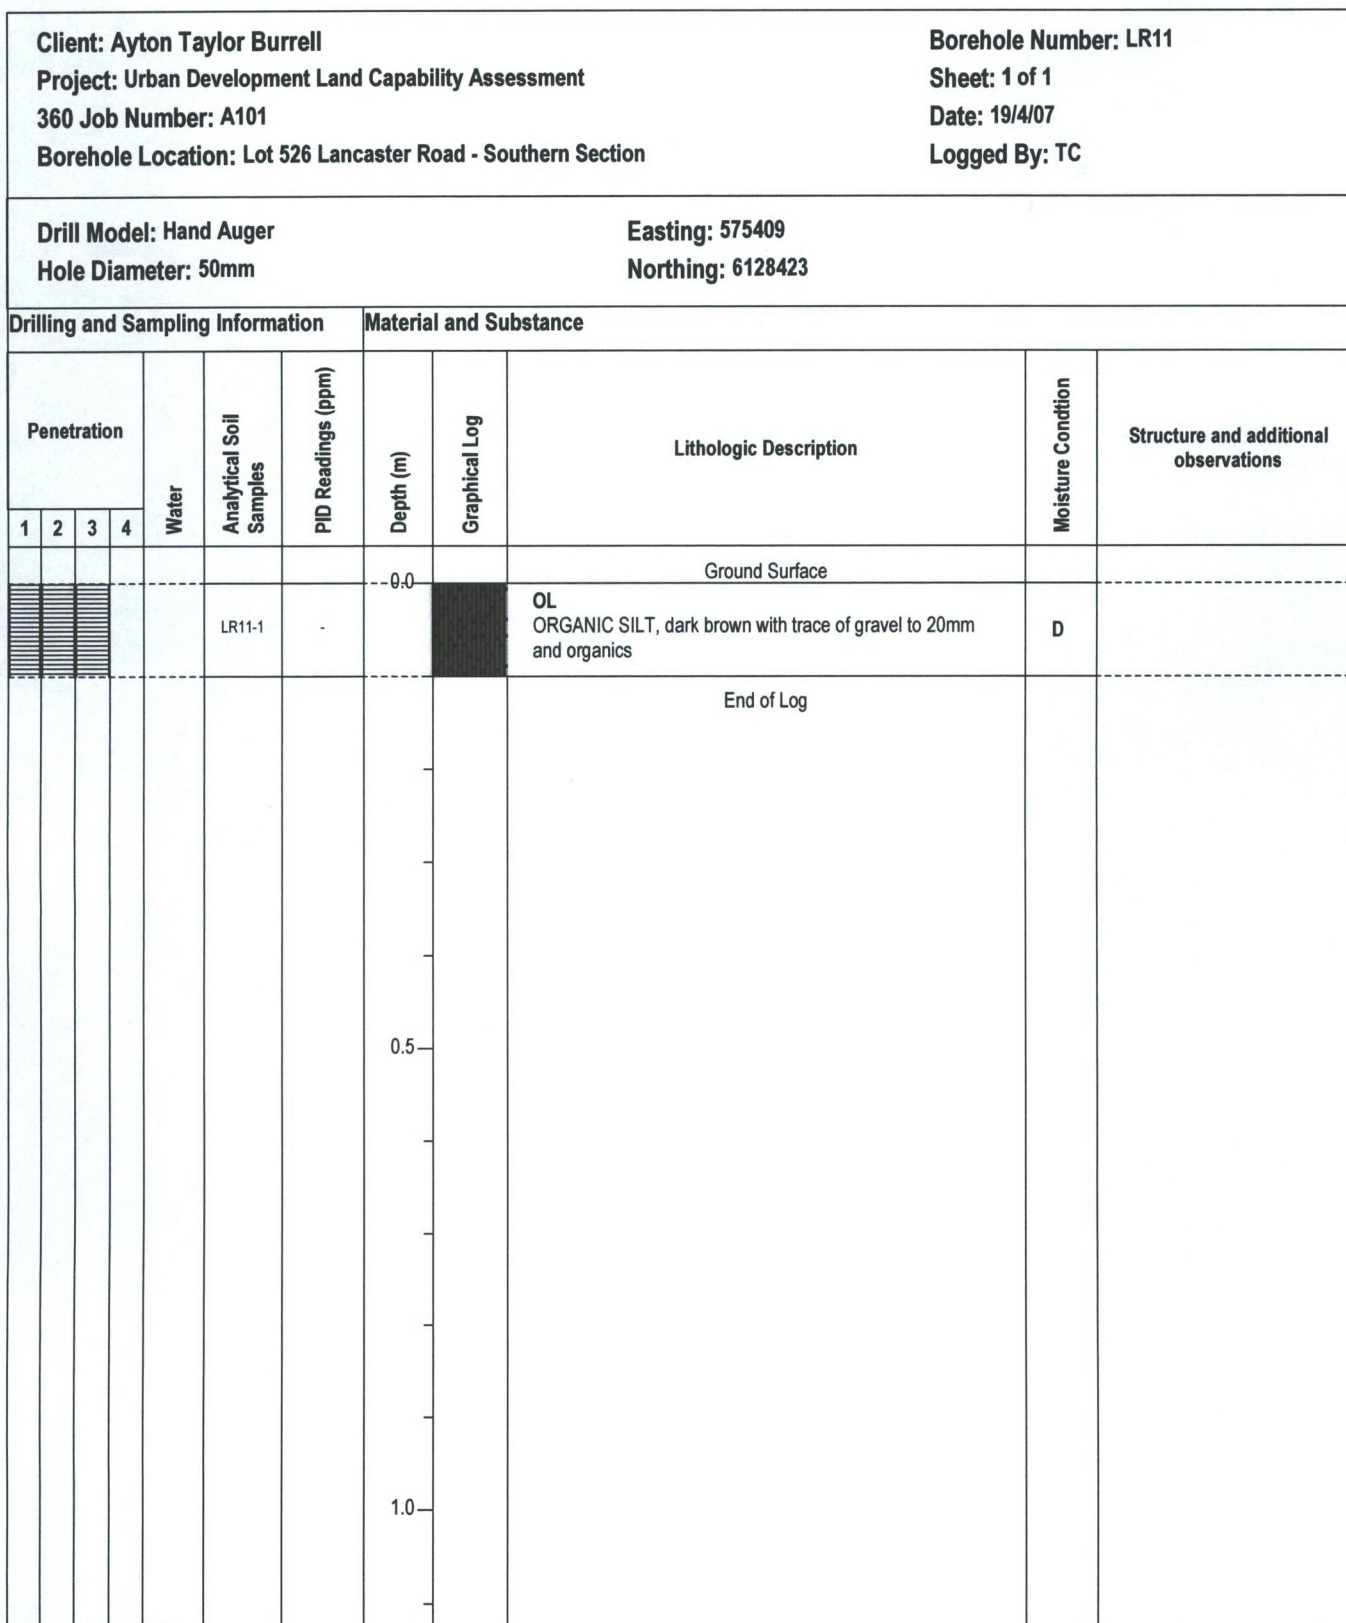 Client: Ayton Taylor Burrell
Project: Urban Development Land Capability Assessment
360 Job Number: A101
Borehole Location: Lot 526 Lancaster Road - Southern Section
Borehole Number: LR11
Sheet: 1 of 1
Date: 19/4/07
Logged By: TC
Drill Model: Hand Auger
Hole Diameter: 50mm
Easting: 575409
Northing: 6128423
Drilling and Sampling Information
Material and Substance
Penetration
1 2 3 4
Water
Analytical Soil
Samples
PID Readings (ppm)
Depth (m)
Graphical Log
Lithologic Description
Moisture Condtion
Structure and additional
observations
Ground Surface
0.0
LR11-1
-
OL
ORGANIC SILT, dark brown with trace of gravel to 20mm
and organics
D
End of Log
0.5
1.0